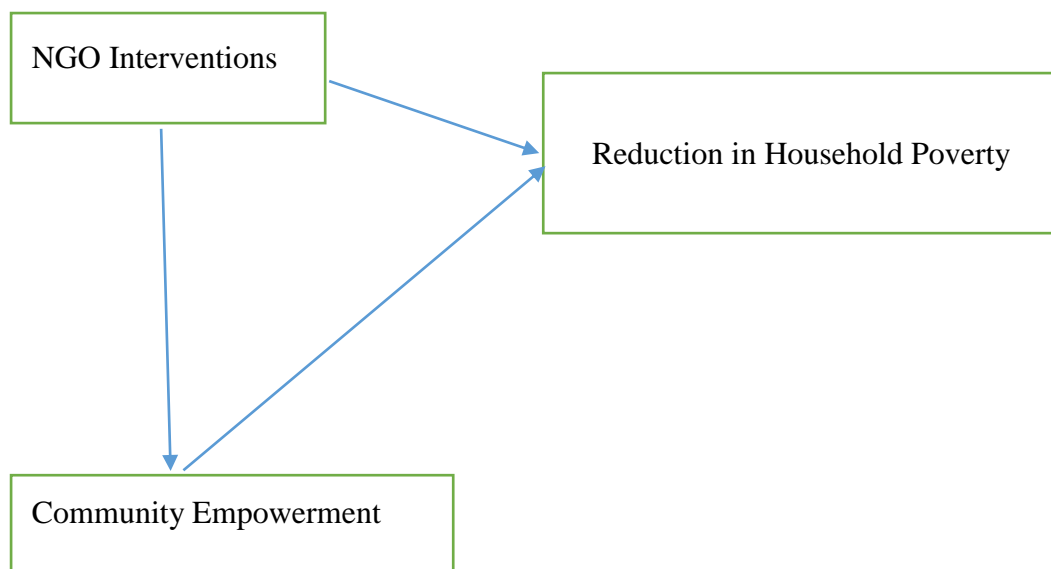 NGO Interventions
Reduction in Household Poverty
Community Empowerment